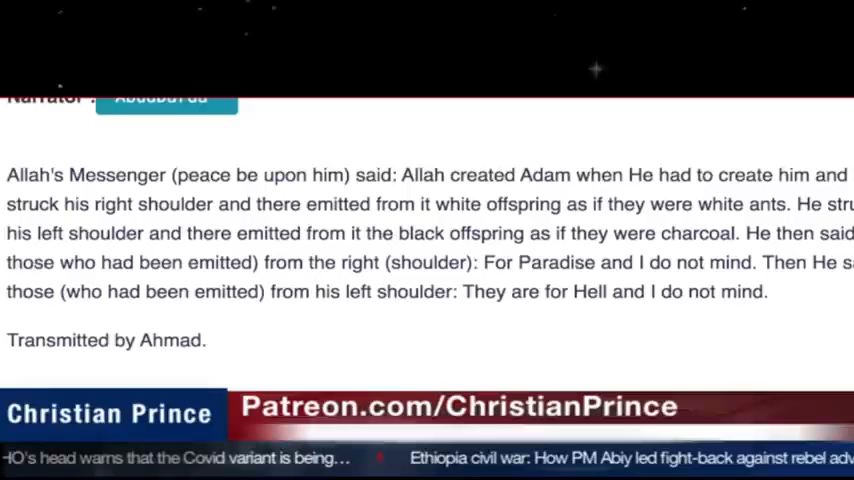 Narrator :
Allah's Messenger (peace be upon him) said: Allah created Adam when He had to create him and
struck his right shoulder and there emitted from it white offspring as if they were white ants. He
his left shoulder and there emitted from it the black offspring as if they were charcoal. He then said
those who had been emitted) from the right (shoulder): For Paradise and I do not mind. Then He
those (who had been emitted) from his left shoulder: They are for Hell and I do not mind.
Transmitted by Ahmad.
Christian Prince
Patreon.com/ChristianPrince
HO's head warns that the Covid variant is being... Ethiopia civil war: How PM Abiy led fight-back against rebel